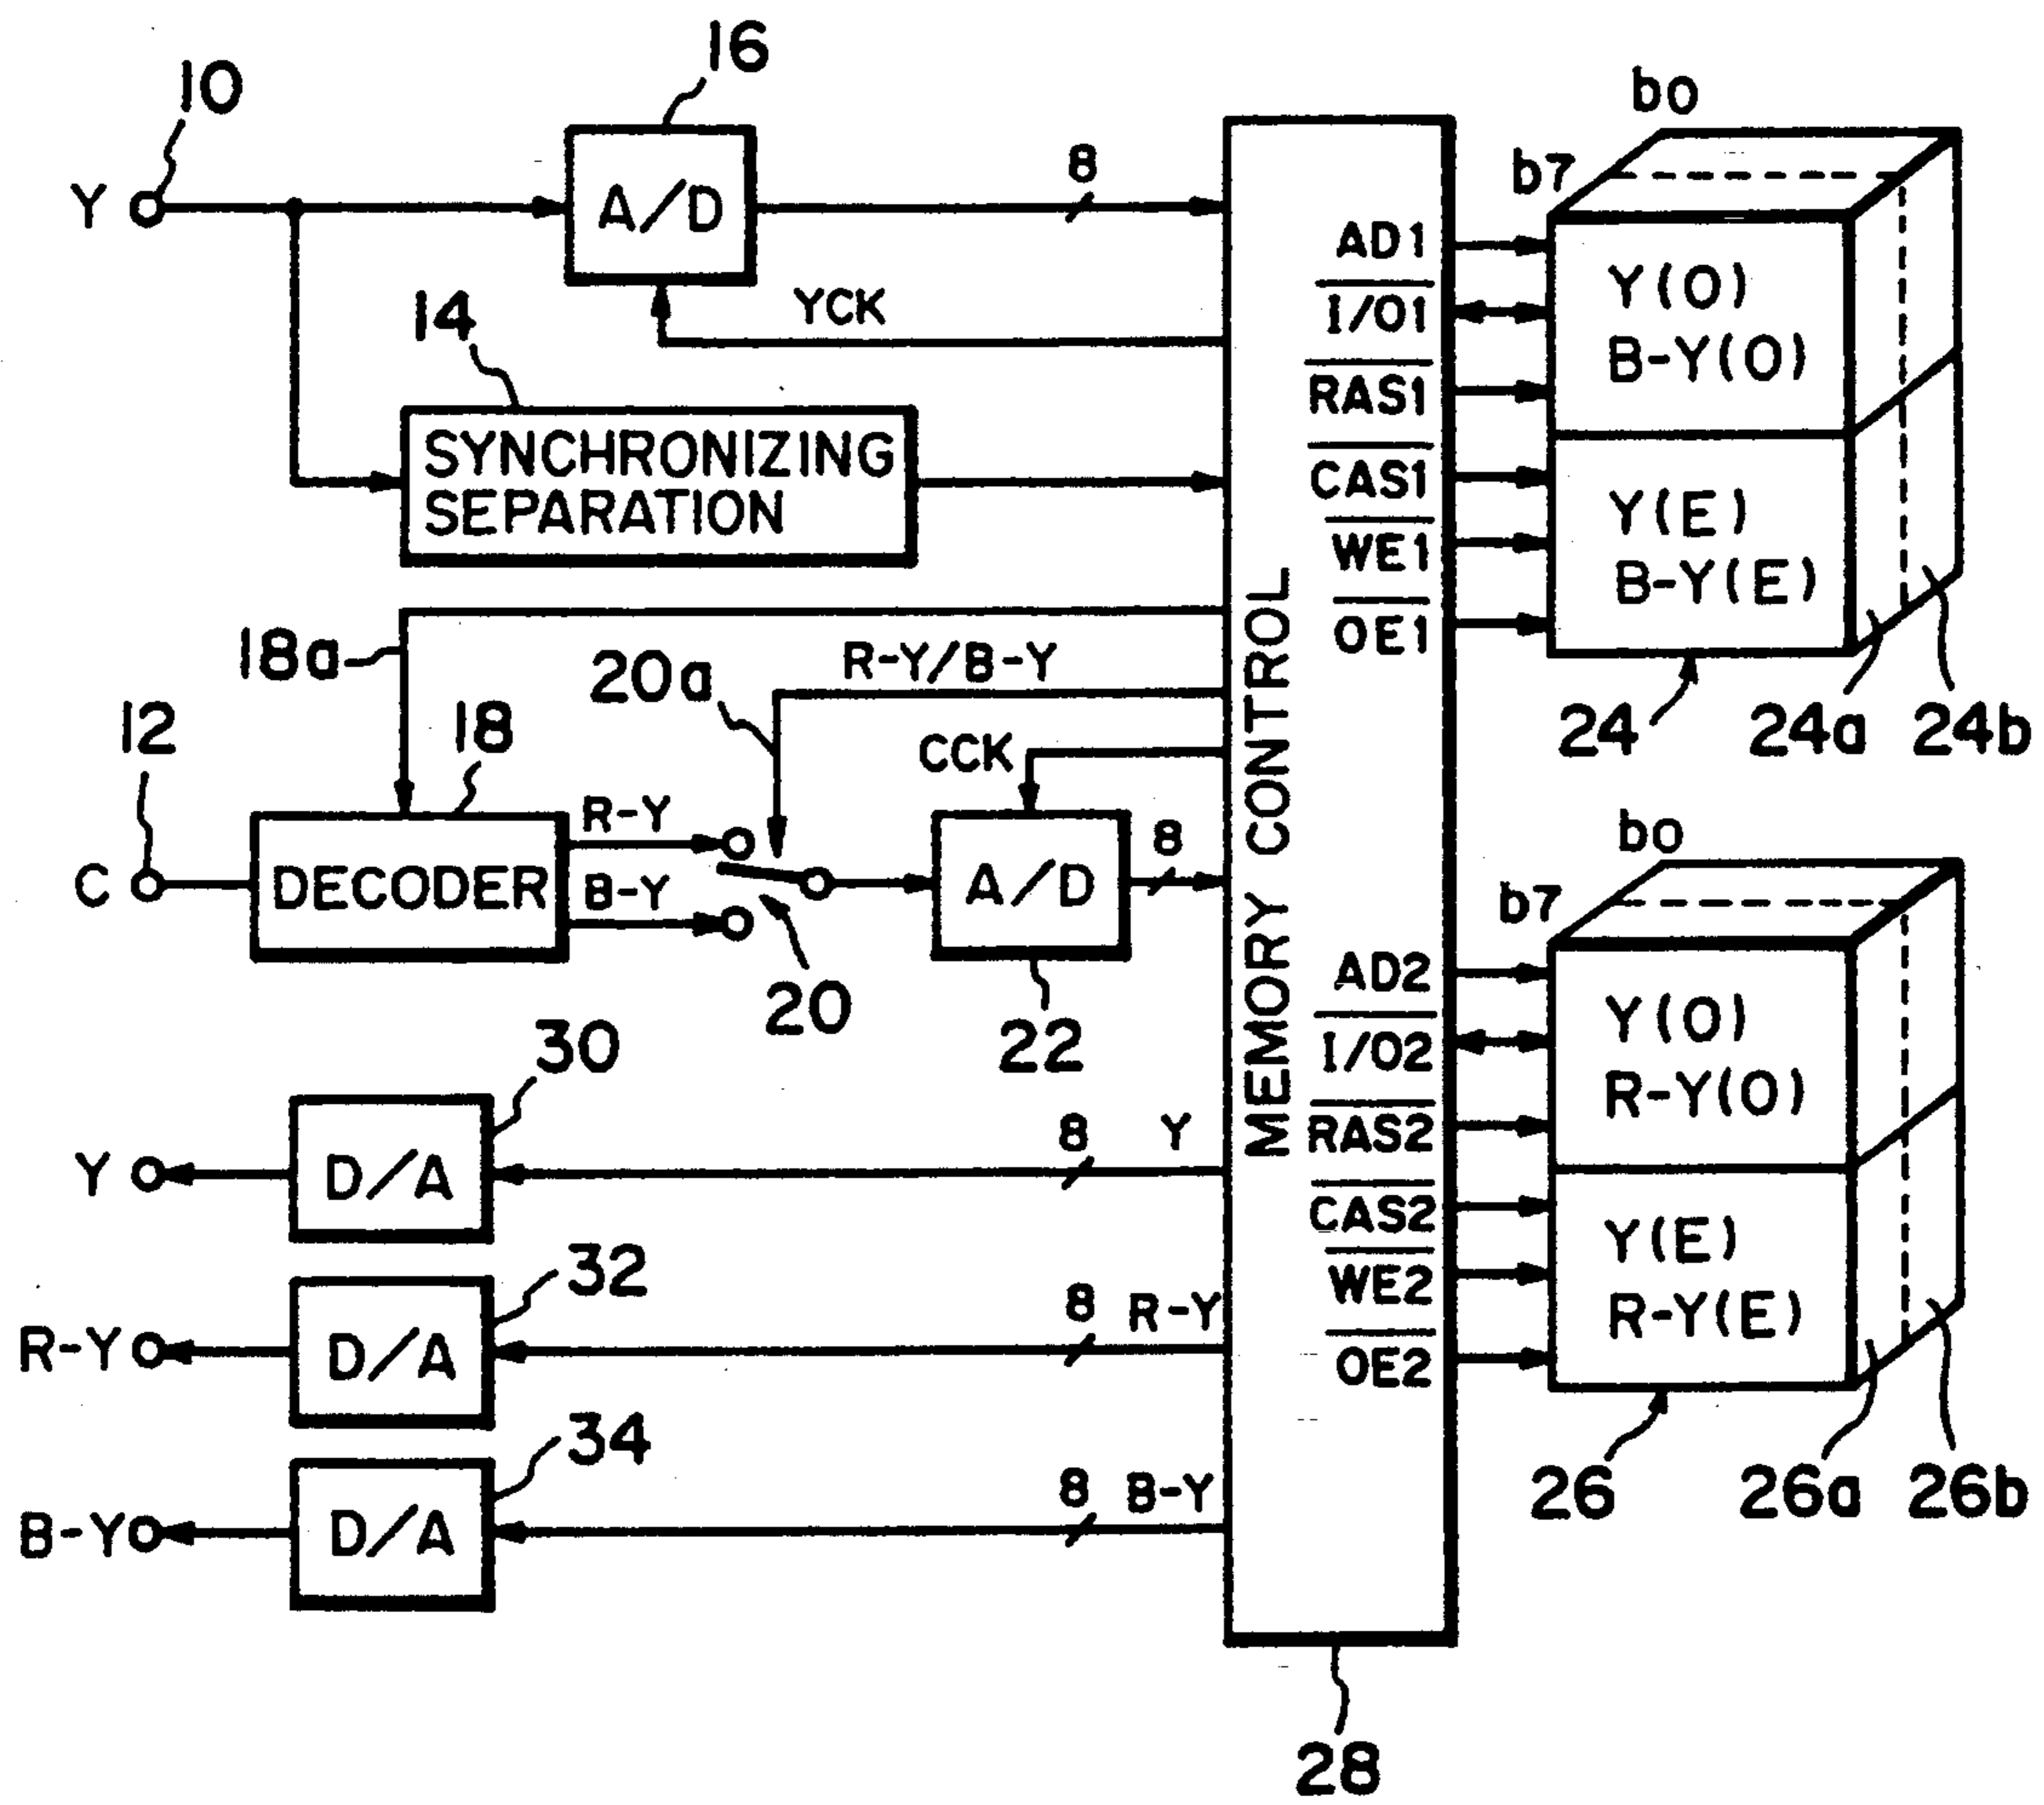 10
16
Y
A/D
8
YCK
14
SYNCHRONIZING
SEPARATION
18a
20a
R-Y/B-Y
12
18
CCK
C
DECODER
R-Y
B-Y
A/D
8
20
22
30
Y
D/A
8
Y
32
R-Y
D/A
8
R-Y
34
B-Y
D/A
8
B-Y
MEMORY CONTROL
28
AD1
I/O1
RAS1
CAS1
WE1
OE1
b0
b7
Y(O)
B-Y(O)
Y(E)
B-Y(E)
24
24a
24b
AD2
I/O2
RAS2
CAS2
WE2
OE2
b0
b7
Y(O)
R-Y(O)
Y(E)
R-Y(E)
26
26a
26b